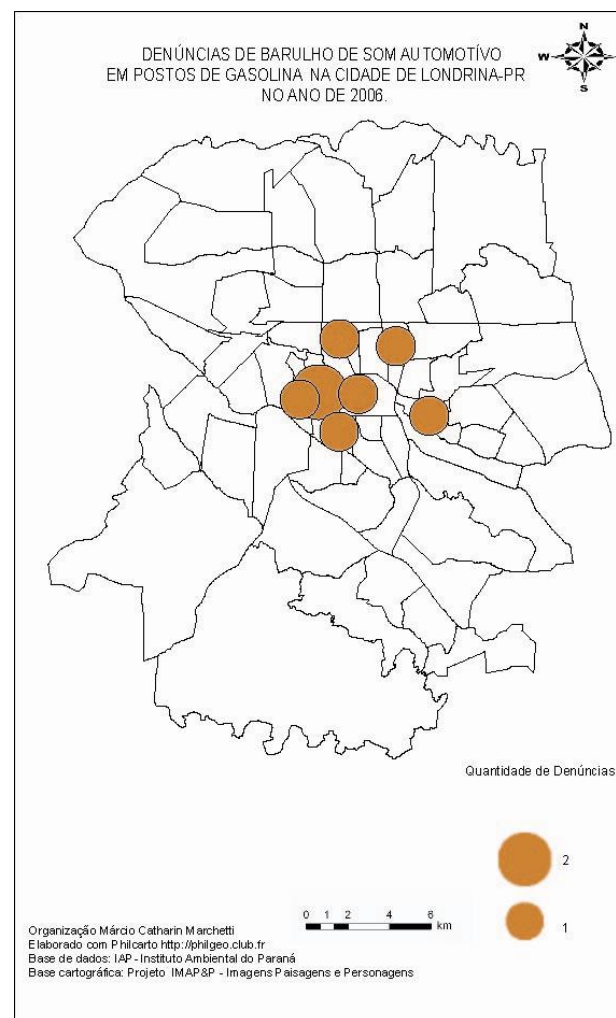 DENÚNCIAS DE BARULHO DE SOM AUTOMOTÍVO
EM POSTOS DE GASOLINA NA CIDADE DE LONDRINA-PR
NO ANO DE 2006.
N
W
E
S
Quantidade de Denúncias
2
1
0 1 2 4 6
km
Organização Márcio Catharin Marchetti
Elaborado com Philcarto http://philgeo.club.fr
Base de dados: IAP - Instituto Ambiental do Paraná
Base cartográfica: Projeto IMAP&P - Imagens Paisagens e Personagens